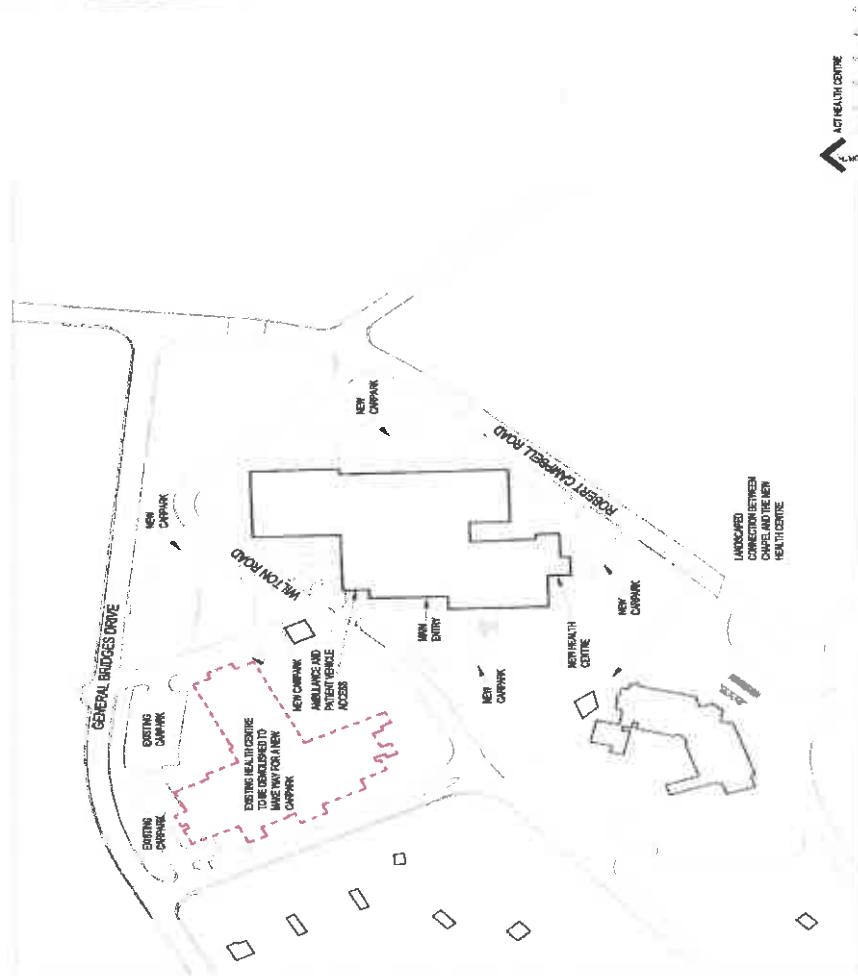 GENERAL BRIDGES DRIVE
EXISTING
CARPARK
EXISTING
CARPARK
EXISTING HEALTH CENTRE
TO BE DEMOLISHED TO
MAKE WAY FOR A NEW
CARPARK
NEW
CARPARK
WILTON ROAD
NEW CARPARK
AMBULANCE AND
PATIENT VEHICLE
ACCESS
MAIN
ENTRY
NEW
CARPARK
NEW
CARPARK
ROBERT CAMPBELL ROAD
NEW HEALTH
CENTRE
NEW
CARPARK
LANDSCAPED
CONNECTION BETWEEN
CHAPEL AND THE NEW
HEALTH CENTRE
ACT HEALTH CENTRE